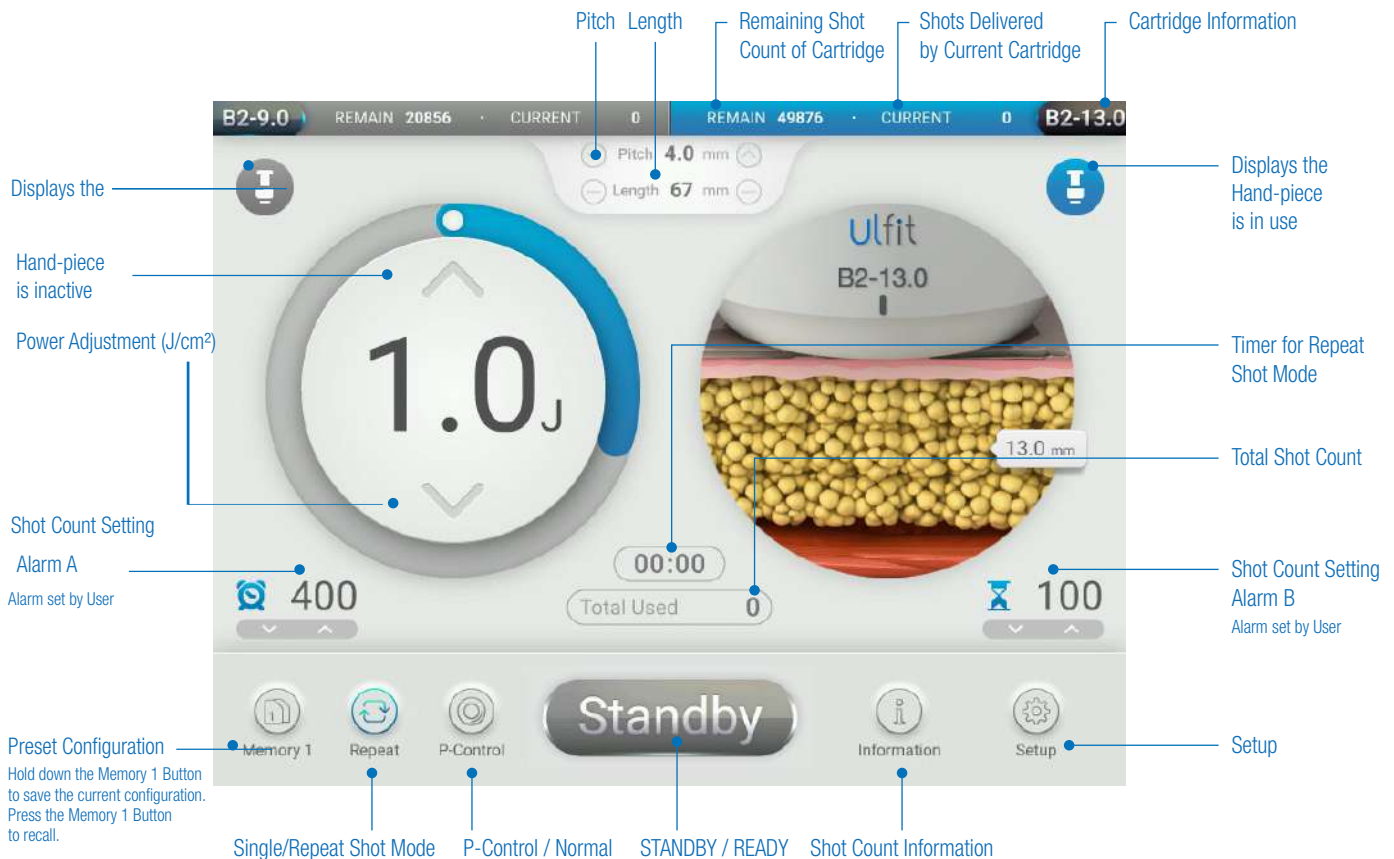 Pitch Length
Remaining Shot
Count of Cartridge
Shots Delivered
by Current Cartridge
Cartridge Information
B2-9.0 REMAIN 20856 · CURRENT 0
REMAIN 49876 · CURRENT 0 B2-13.0
Pitch 4.0 mm
Length 67 mm
Displays the
Hand-piece
is inactive
Power Adjustment (J/cm²)
Displays the
Hand-piece
is in use
Ulfit
B2-13.0
1.0 J
13.0 mm
Timer for Repeat
Shot Mode
Total Shot Count
Shot Count Setting
Alarm A
Alarm set by User
400
00:00
Total Used 0
100
Shot Count Setting
Alarm B
Alarm set by User
Memory 1
Repeat
P-Control
Standby
Information
Setup
Preset Configuration
Hold down the Memory 1 Button
to save the current configuration.
Press the Memory 1 Button
to recall.
Setup
Single/Repeat Shot Mode
P-Control / Normal
STANDBY / READY
Shot Count Information